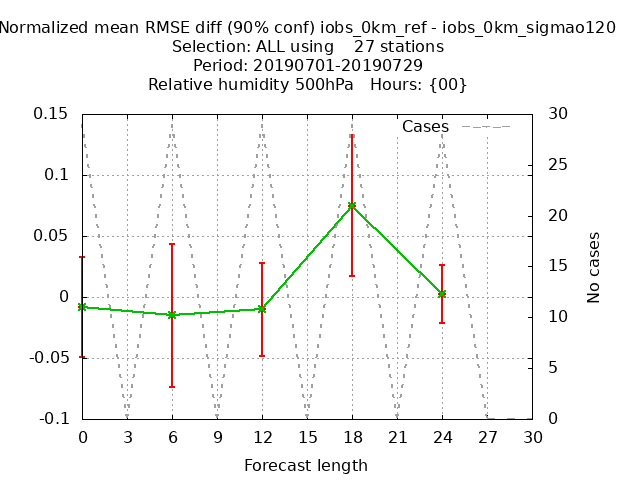 Normalized mean RMSE diff (90% conf) iobs_0km_ref - iobs_0km_sigmao120
Selection: ALL using    27 stations
Period: 20190701-20190729
Relative humidity 500hPa   Hours: {00}
Cases
0.15
0.1
0.05
0
-0.05
-0.1
30
25
20
15
10
5
0
No cases
0 3 6 9 12 15 18 21 24 27 30
Forecast length